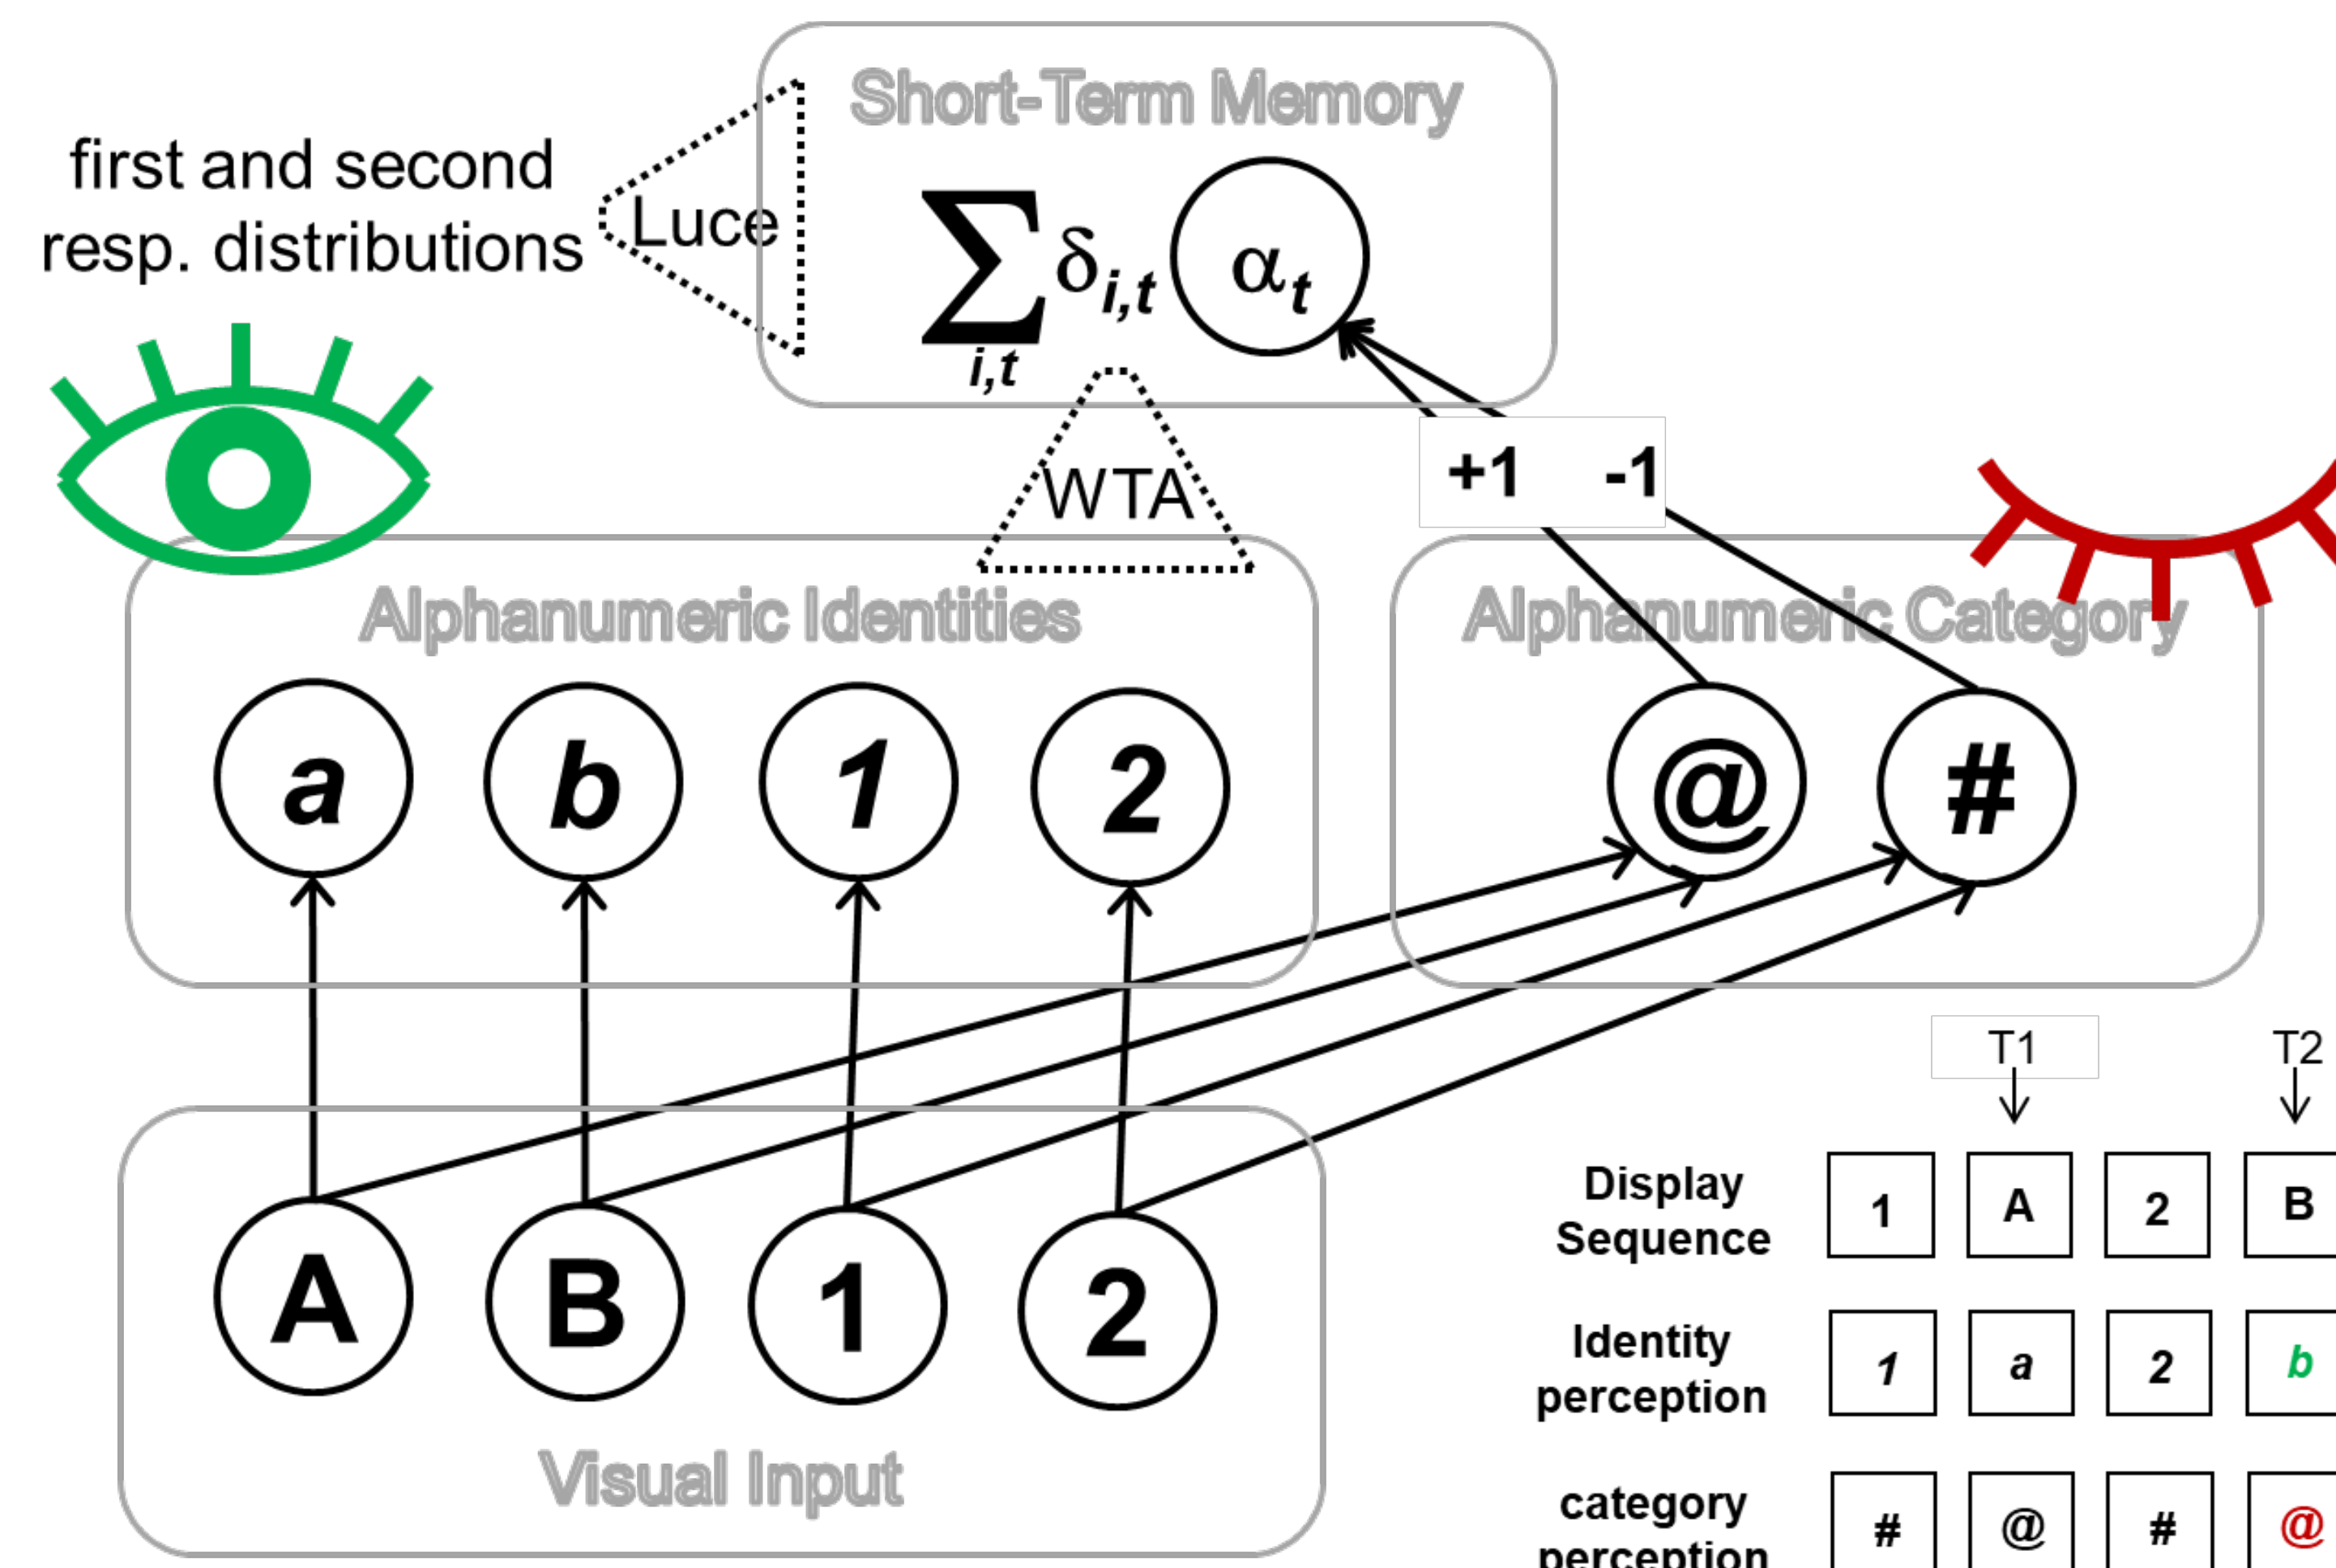 Short-Term Memory
first and second
resp. distributions
Luce
∑ δi,t αt
i,t
WTA
+1 -1
Alphanumeric Identities
Alphanumeric Category
a b 1 2
@ #
T1 T2
A B 1 2
Visual Input
Display
Sequence
1 A 2 B
Identity
perception
1 a 2 b
category
perception
# @ # @